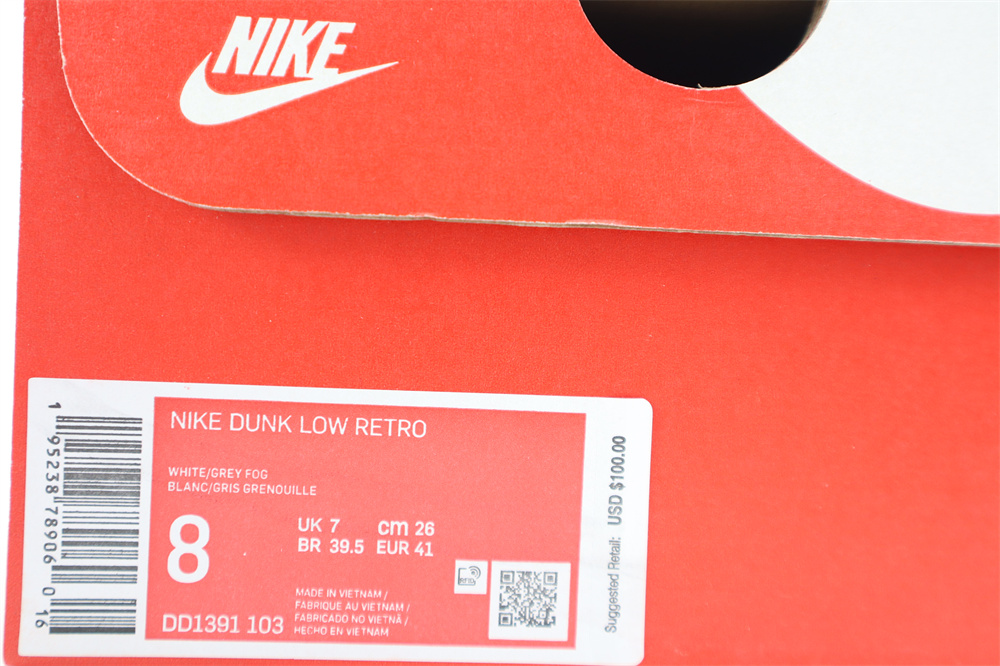 NIKE
NIKE DUNK LOW RETRO
WHITE/GREY FOG
BLANC/GRIS GRENOUILLE
8
UK 7 cm 26
BR 39.5 EUR 41
MADE IN VIETNAM /
FABRIQUE AU VIETNAM /
FABRICADO NO VIETNÃ /
HECHO EN VIETNAM
DD1391 103
1 95238 78906 0 16
Suggested Retail: USD $100.00